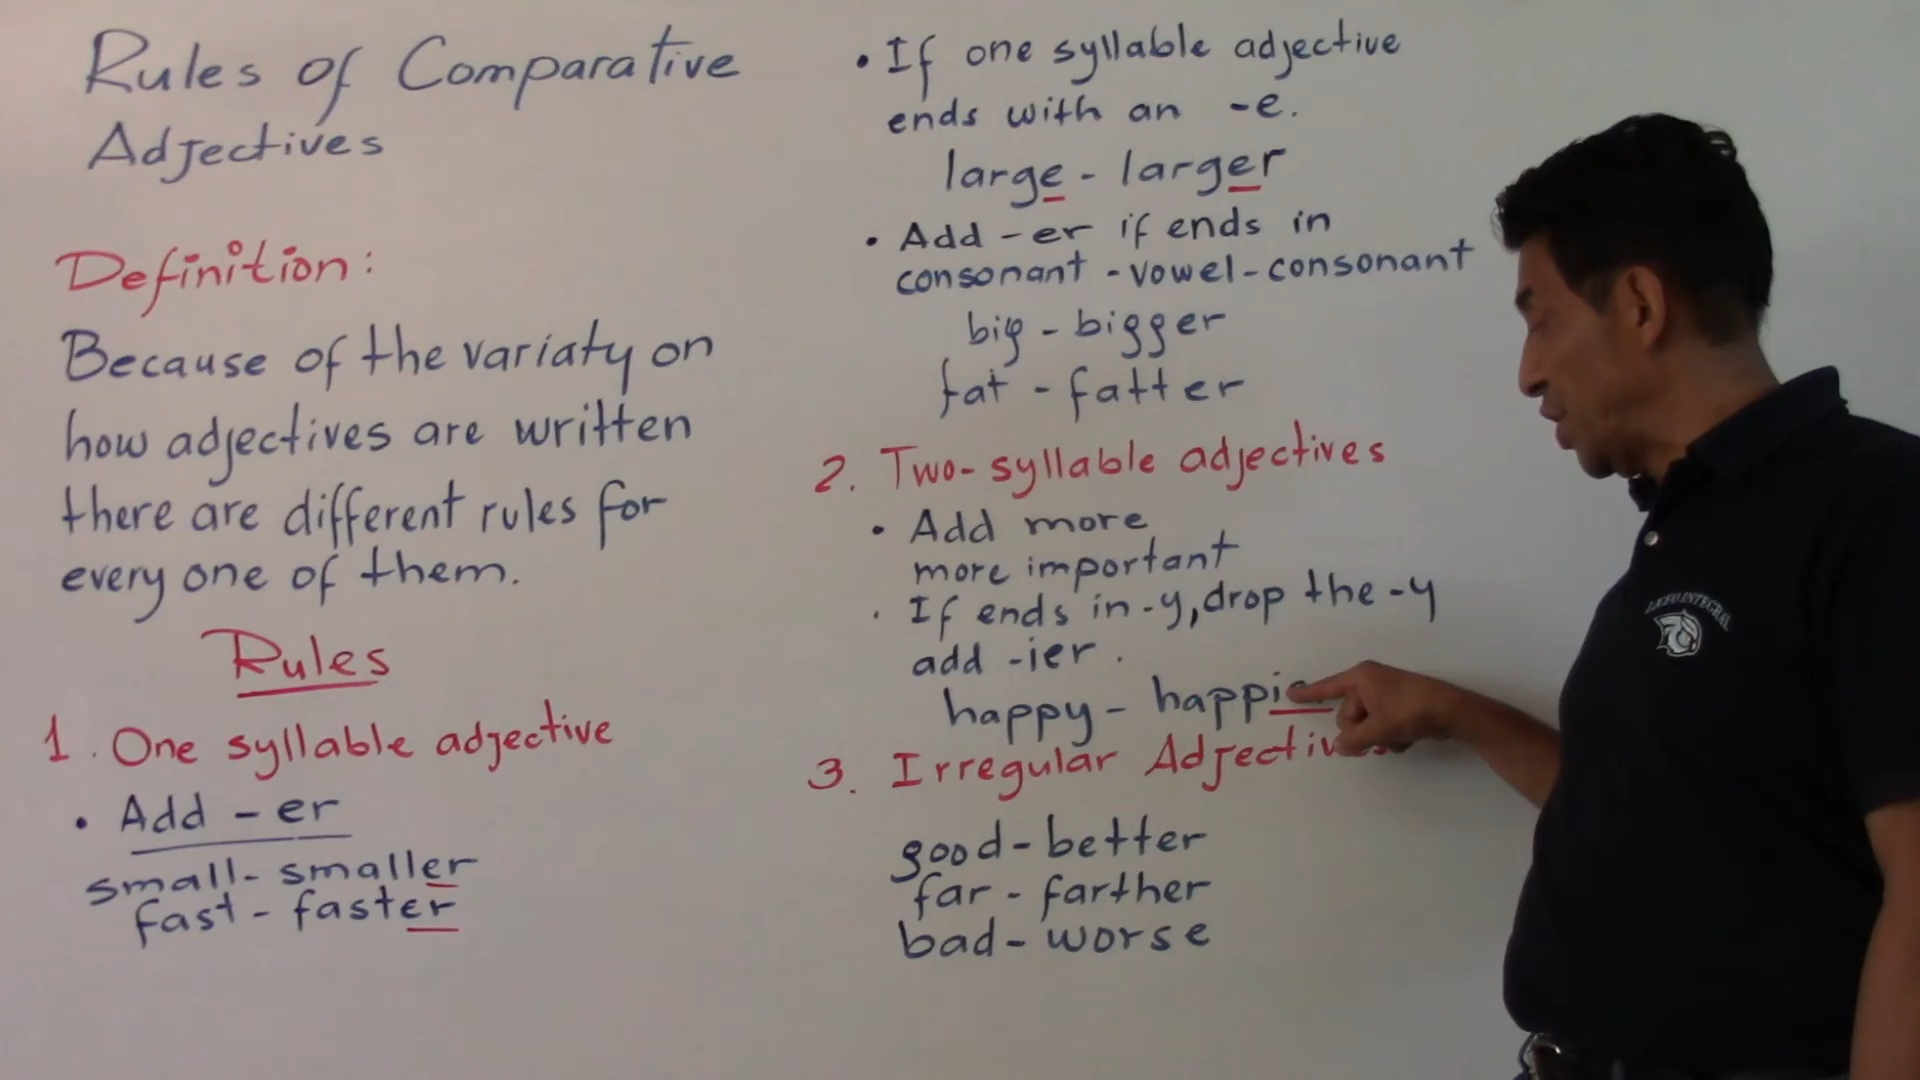 Rules of Comparative
Adjectives
Definition:
Because of the variaty on
how adjectives are written
there are different rules for
every one of them.
Rules
1. One syllable adjective
• Add - er
small - smaller
fast - faster
• If one syllable adjective
ends with an -e.
large - larger
• Add -er if ends in
consonant - vowel - consonant
big - bigger
fat - fatter
2. Two-syllable adjectives
• Add more
more important
• If ends in -y, drop the -y
add -ier.
happy -
3. Irregular
good - better
far - farther
bad - worse
INTEGRAL